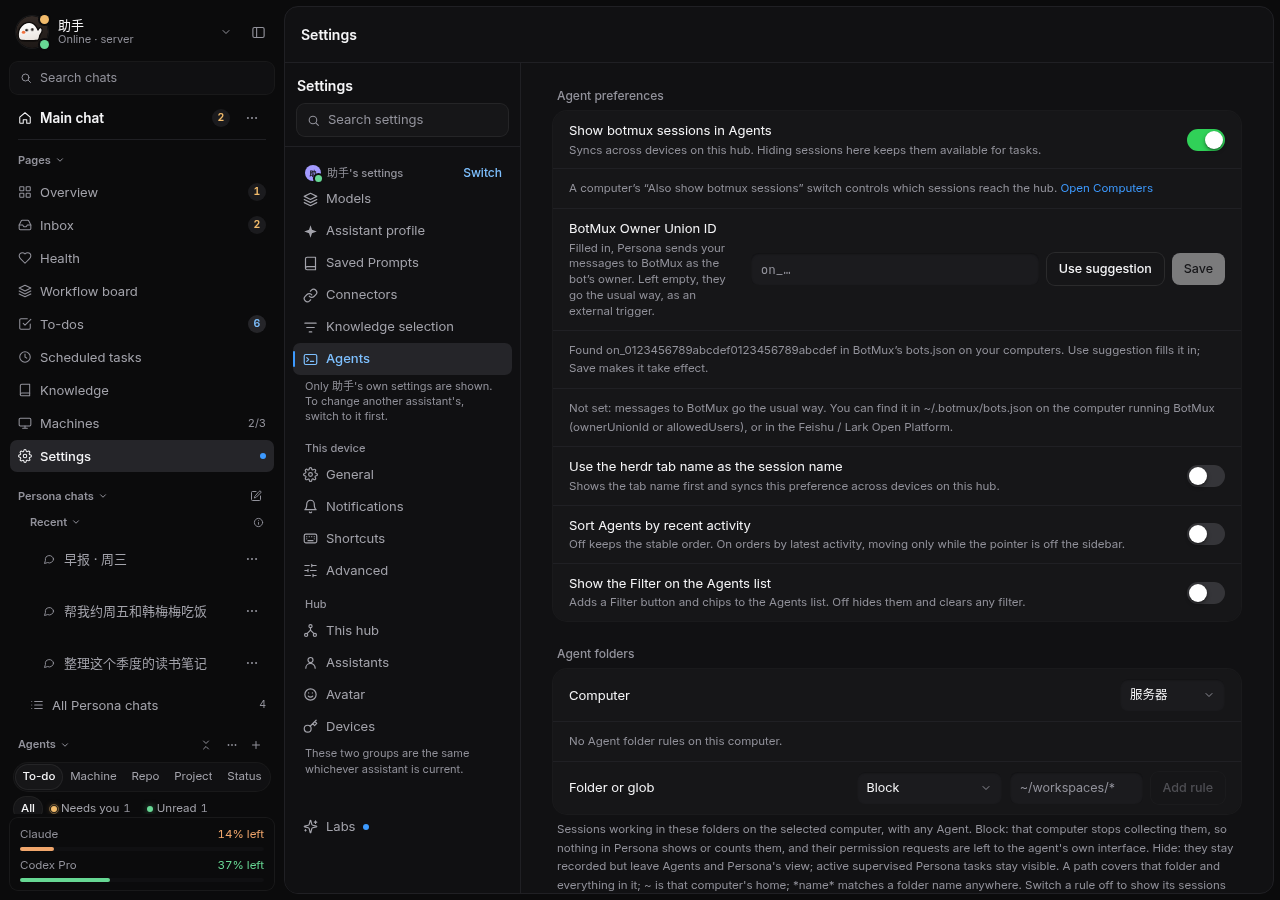 助手
Online · server
Search chats
Main chat
2
Pages
Overview
1
Inbox
2
Health
Workflow board
To-dos
6
Scheduled tasks
Knowledge
Machines
2/3
Settings
Persona chats
Recent
早报 · 周三
帮我约周五和韩梅梅吃饭
整理这个季度的读书笔记
All Persona chats
4
Agents
To-do Machine Repo Project Status
All Needs you 1 Unread 1
Claude 14% left
Codex Pro 37% left
Settings
Settings
Search settings
助手's settings Switch
Models
Assistant profile
Saved Prompts
Connectors
Knowledge selection
Agents
Only 助手's own settings are shown.
To change another assistant's,
switch to it first.
This device
General
Notifications
Shortcuts
Advanced
Hub
This hub
Assistants
Avatar
Devices
These two groups are the same
whichever assistant is current.
Labs
Agent preferences
Show botmux sessions in Agents
Syncs across devices on this hub. Hiding sessions here keeps them available for tasks.
A computer’s “Also show botmux sessions” switch controls which sessions reach the hub. Open Computers
BotMux Owner Union ID
Filled in, Persona sends your
messages to BotMux as the
bot’s owner. Left empty, they
go the usual way, as an
external trigger.
on_…
Use suggestion
Save
Found on_0123456789abcdef0123456789abcdef in BotMux’s bots.json on your computers. Use suggestion fills it in;
Save makes it take effect.
Not set: messages to BotMux go the usual way. You can find it in ~/.botmux/bots.json on the computer running BotMux
(ownerUnionId or allowedUsers), or in the Feishu / Lark Open Platform.
Use the herdr tab name as the session name
Shows the tab name first and syncs this preference across devices on this hub.
Sort Agents by recent activity
Off keeps the stable order. On orders by latest activity, moving only while the pointer is off the sidebar.
Show the Filter on the Agents list
Adds a Filter button and chips to the Agents list. Off hides them and clears any filter.
Agent folders
Computer
服务器
No Agent folder rules on this computer.
Folder or glob
Block
~/workspaces/*
Add rule
Sessions working in these folders on the selected computer, with any Agent. Block: that computer stops collecting them, so
nothing in Persona shows or counts them, and their permission requests are left to the agent's own interface. Hide: they stay
recorded but leave Agents and Persona's view; active supervised Persona tasks stay visible. A path covers that folder and
everything in it; ~ is that computer's home; *name* matches a folder name anywhere. Switch a rule off to show its sessions